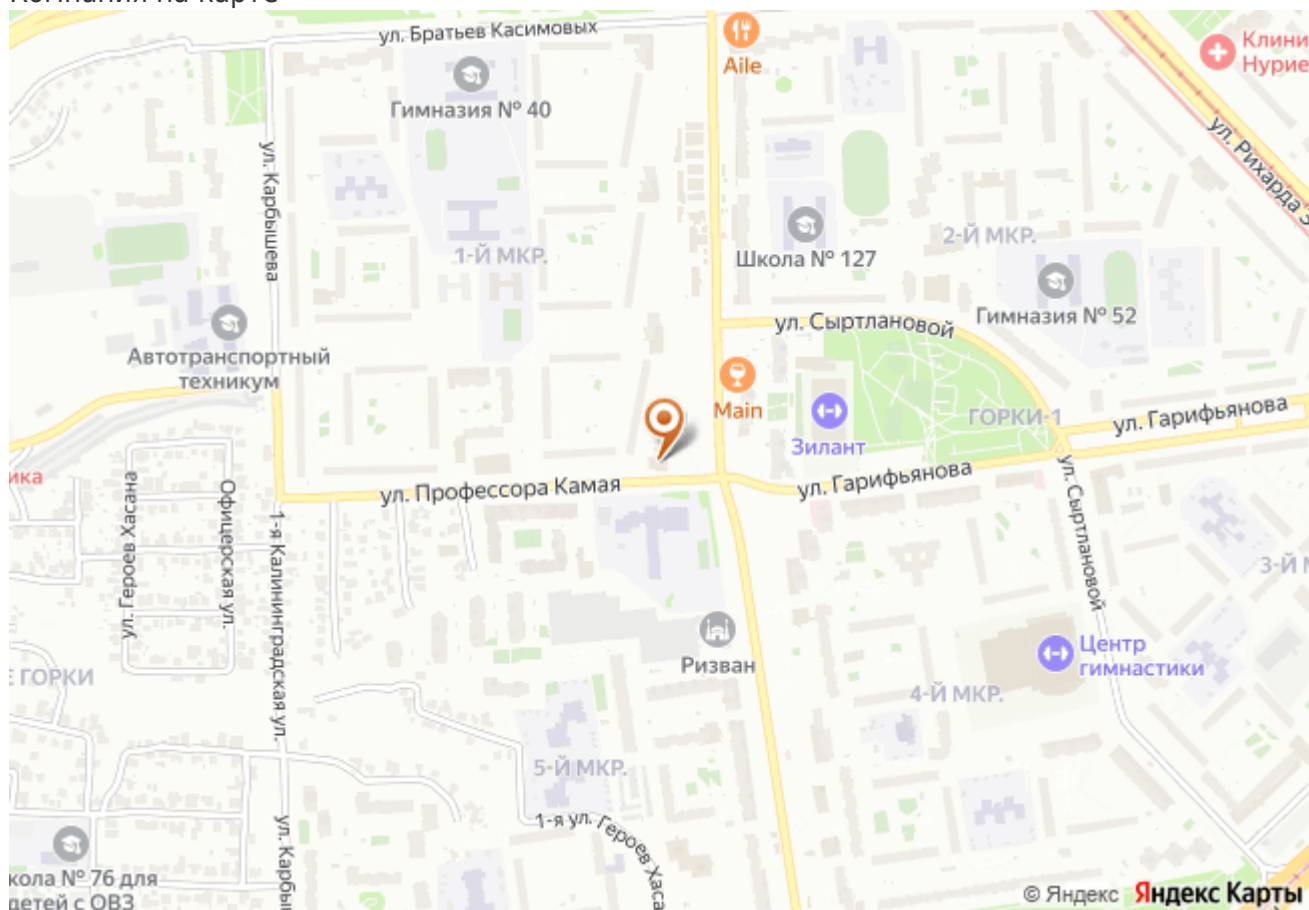 ул. Братьев Касимовых
Aile
Клини
Нурие
Гимназия № 40
ул. Рихарда З
ул. Карбышева
1-Й МКР.
Школа № 127
2-Й МКР.
Гимназия № 52
ул. Сыртлановой
Автотранспортный
техникум
Main
Зилант
ГОРКИ-1
ул. Гарифьянова
ика
ул. Профессора Камая
ул. Гарифьянова
ул. Героев Хасана
Офицерская ул.
1-я Калининградская ул.
ул. Сыртлановой
3-Й М
Ризван
Центр
гимнастики
Е ГОРКИ
4-Й МКР.
5-Й МКР.
1-я ул. Героев Хаса
ул. Карбы
кола № 76 для
детей с ОВЗ
© Яндекс Яндекс Карты